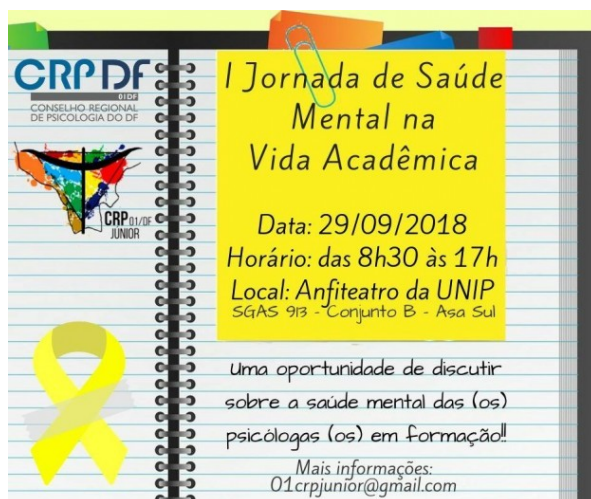 CRP DF
01 DF
CONSELHO REGIONAL
DE PSICOLOGIA DO DF
CRP 01/DF
JÚNIOR
I Jornada de Saúde
Mental na
Vida Acadêmica
Data: 29/09/2018
Horário: das 8h30 às 17h
Local: Anfiteatro da UNIP
SGAS 913 - Conjunto B - Asa Sul
uma oportunidade de discutir
sobre a saúde mental das (os)
psicólogas (os) em formação!!
Mais informações:
01crpjunior@gmail.com